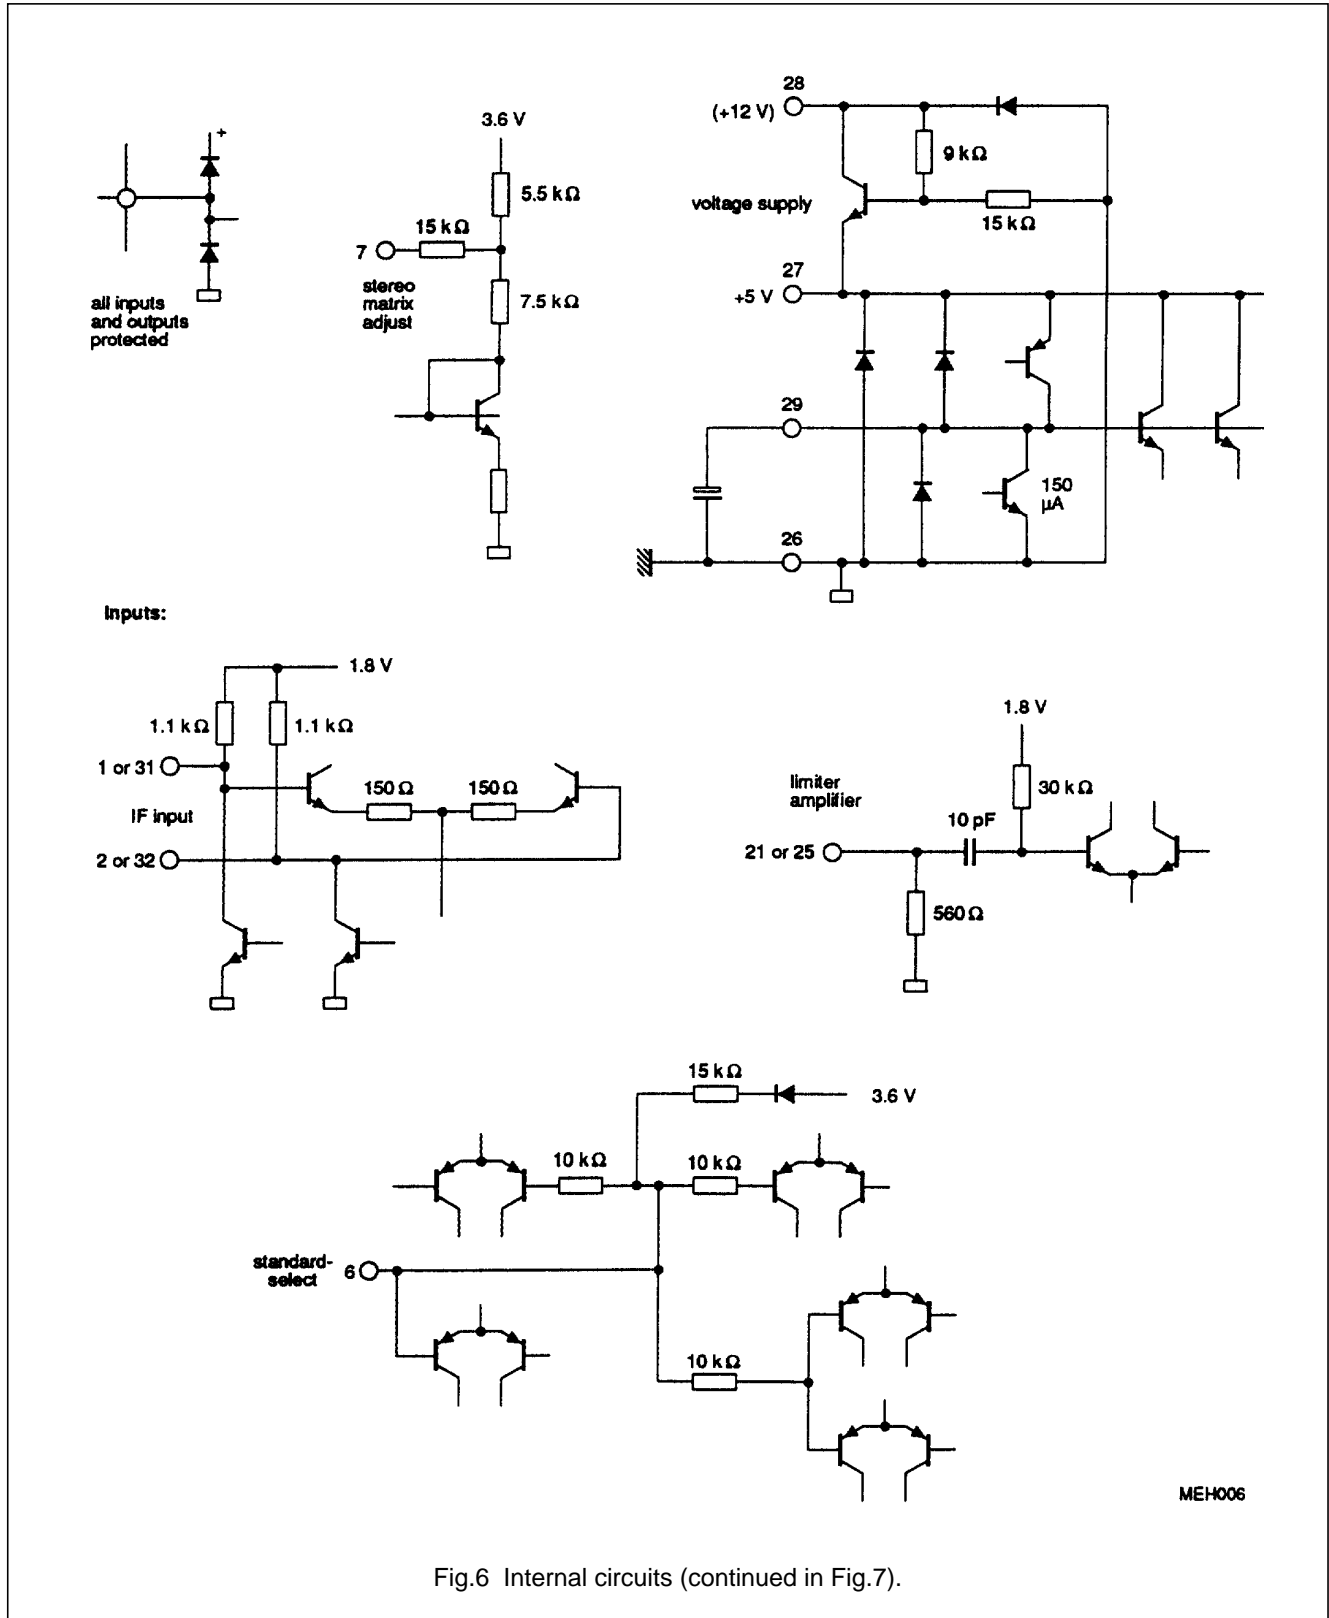 +
all inputs
and outputs
protected
3.6 V
5.5 kΩ
15 kΩ
7
stereo
matrix
adjust
7.5 kΩ
28
(+12 V)
9 kΩ
voltage supply
15 kΩ
27
+5 V
29
150
µA
26
Inputs:
1.8 V
1.1 kΩ
1.1 kΩ
1 or 31
150 Ω
150 Ω
IF input
2 or 32
1.8 V
limiter
amplifier
30 kΩ
10 pF
21 or 25
560 Ω
15 kΩ
3.6 V
10 kΩ
10 kΩ
standard-
select
6
10 kΩ
MEH006
Fig.6 Internal circuits (continued in Fig.7).